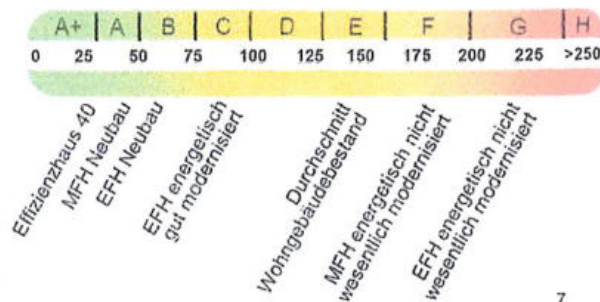 A+ A B C D E F G H
0 25 50 75 100 125 150 175 200 225 >250
Effizienzhaus 40
MFH Neubau
EFH Neubau
EFH energetisch
gut modernisiert
Durchschnitt
Wohngebäudebestand
MFH energetisch nicht
wesentlich modernisiert
EFH energetisch nicht
wesentlich modernisiert